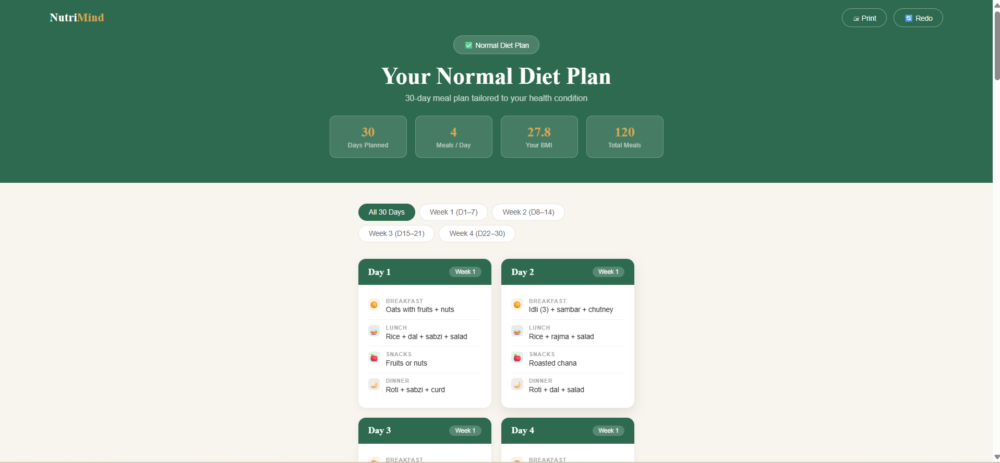 NutriMind
Print
Redo
Normal Diet Plan
Your Normal Diet Plan
30-day meal plan tailored to your health condition
30
Days Planned
4
Meals / Day
27.8
Your BMI
120
Total Meals
All 30 Days
Week 1 (D1–7)
Week 2 (D8–14)
Week 3 (D15–21)
Week 4 (D22–30)
Day 1
Week 1
BREAKFAST
Oats with fruits + nuts
LUNCH
Rice + dal + sabzi + salad
SNACKS
Fruits or nuts
DINNER
Roti + sabzi + curd
Day 2
Week 1
BREAKFAST
Idli (3) + sambar + chutney
LUNCH
Rice + rajma + salad
SNACKS
Roasted chana
DINNER
Roti + dal + salad
Day 3
Week 1
BREAKFAST
Day 4
Week 1
BREAKFAST